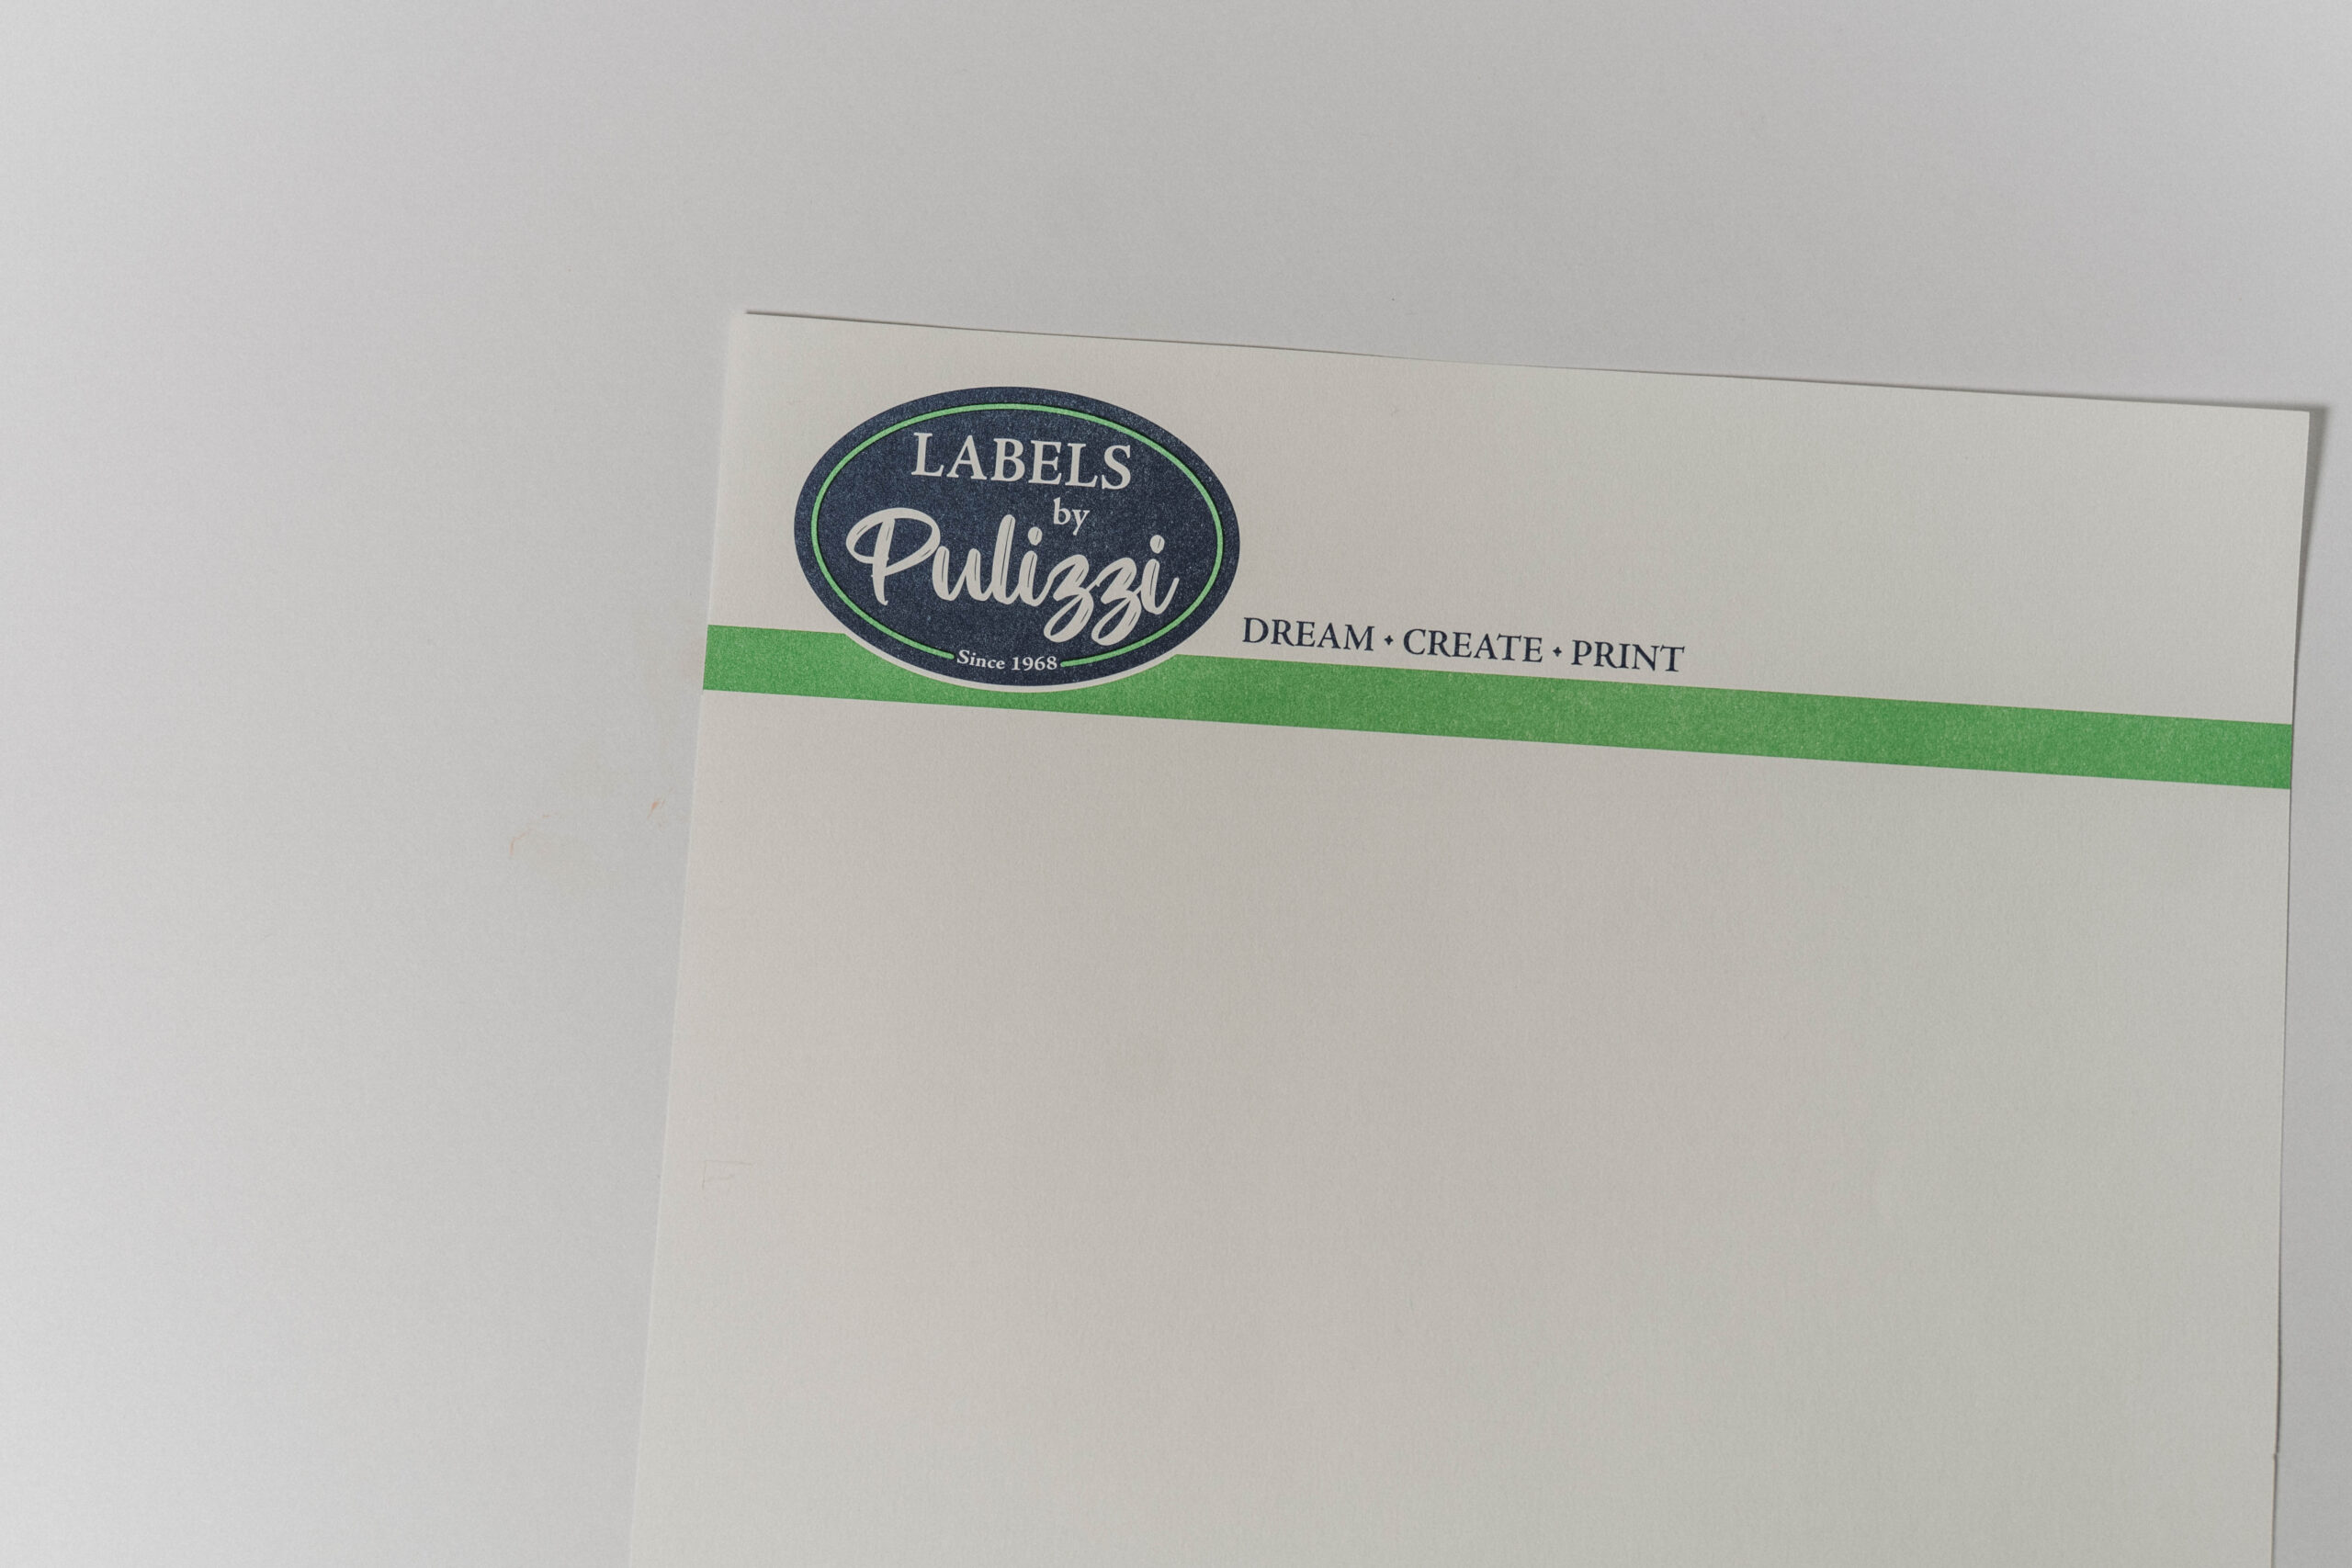 LABELS
by
Pulizzi
Since 1968
DREAM • CREATE • PRINT